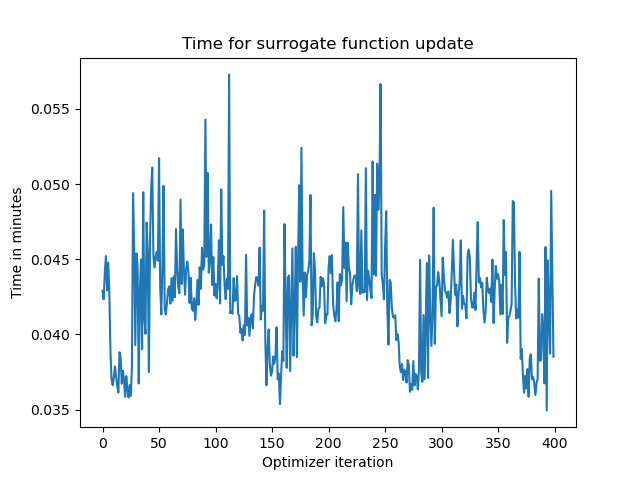 Time for surrogate function update
Time in minutes
0.055
0.050
0.045
0.040
0.035
0 50 100 150 200 250 300 350 400
Optimizer iteration